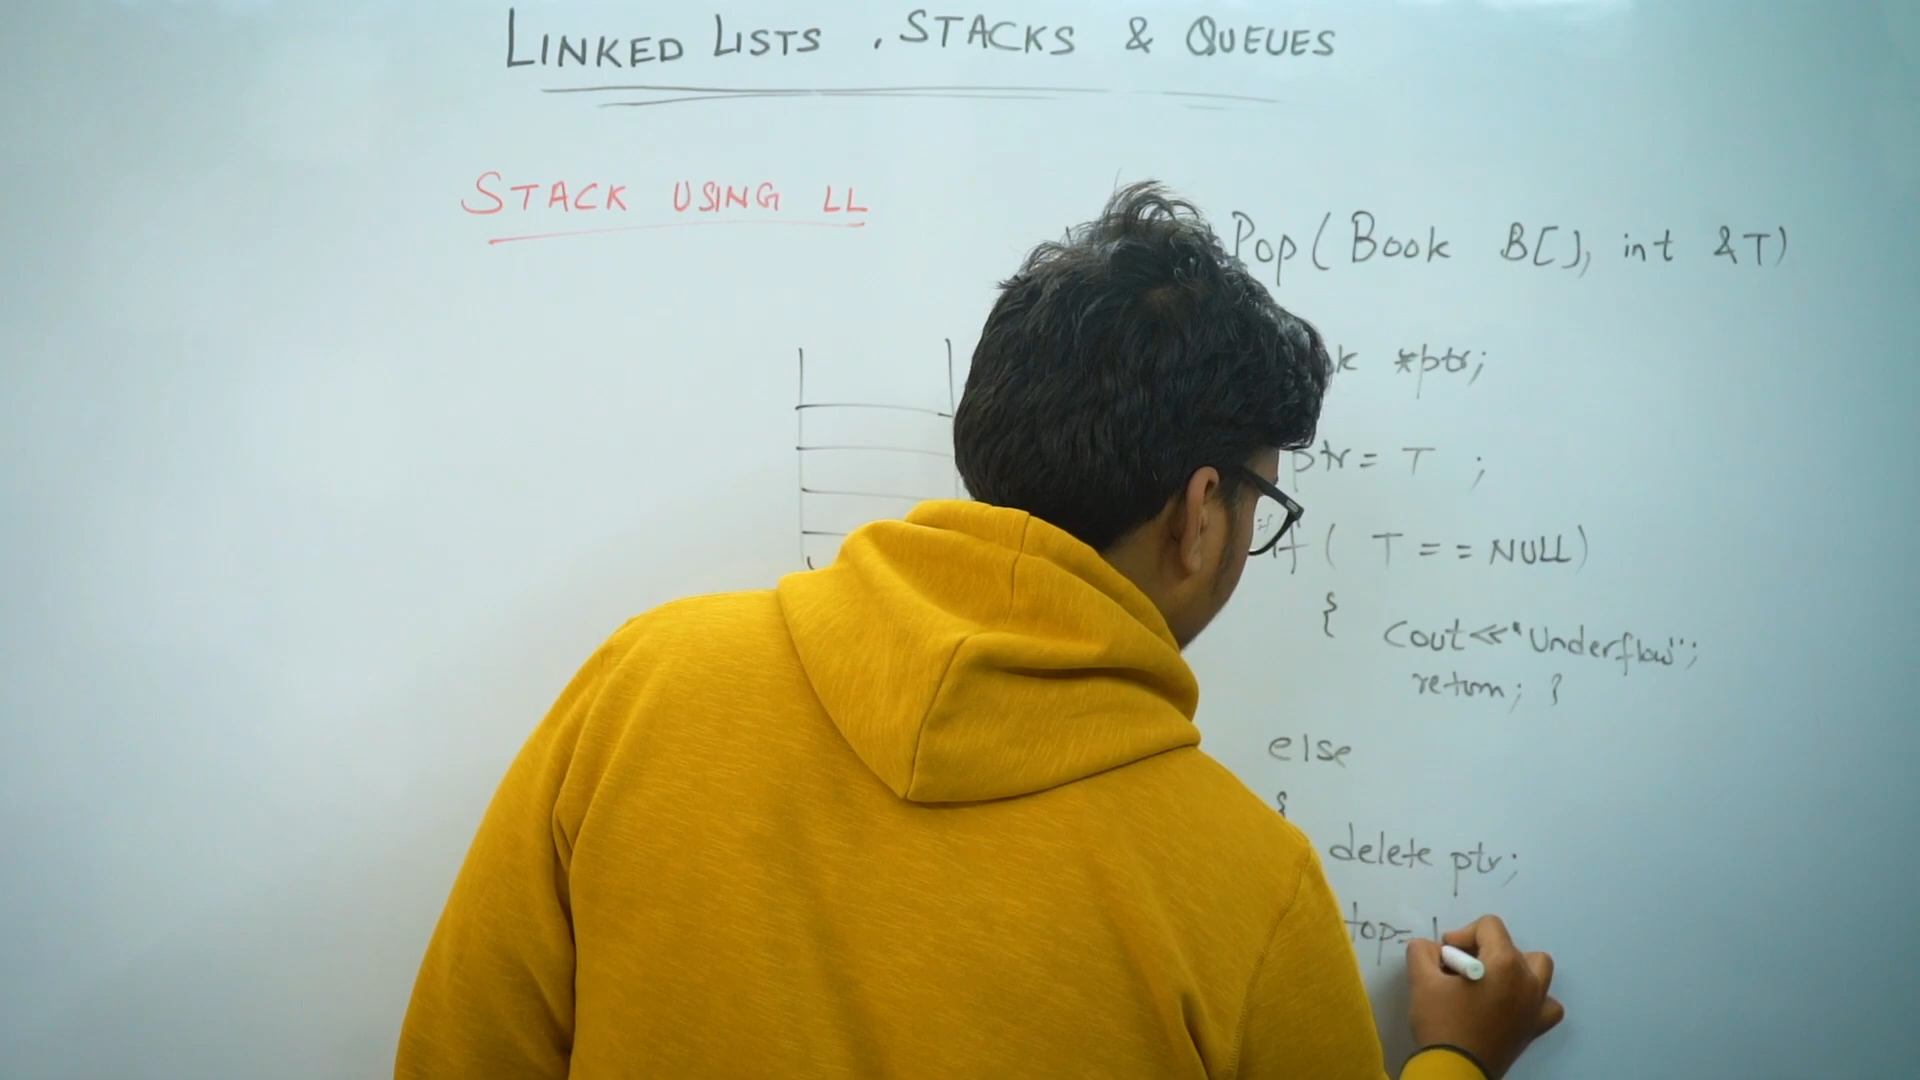 LINKED LISTS , STACKS & QUEUES
STACK USING LL
Pop ( Book B[], int &T)
*ptr;
ptr = T ;
if ( T = = NULL)
{ cout<<"Underflow";
return; }
else
{
delete ptr;
top=